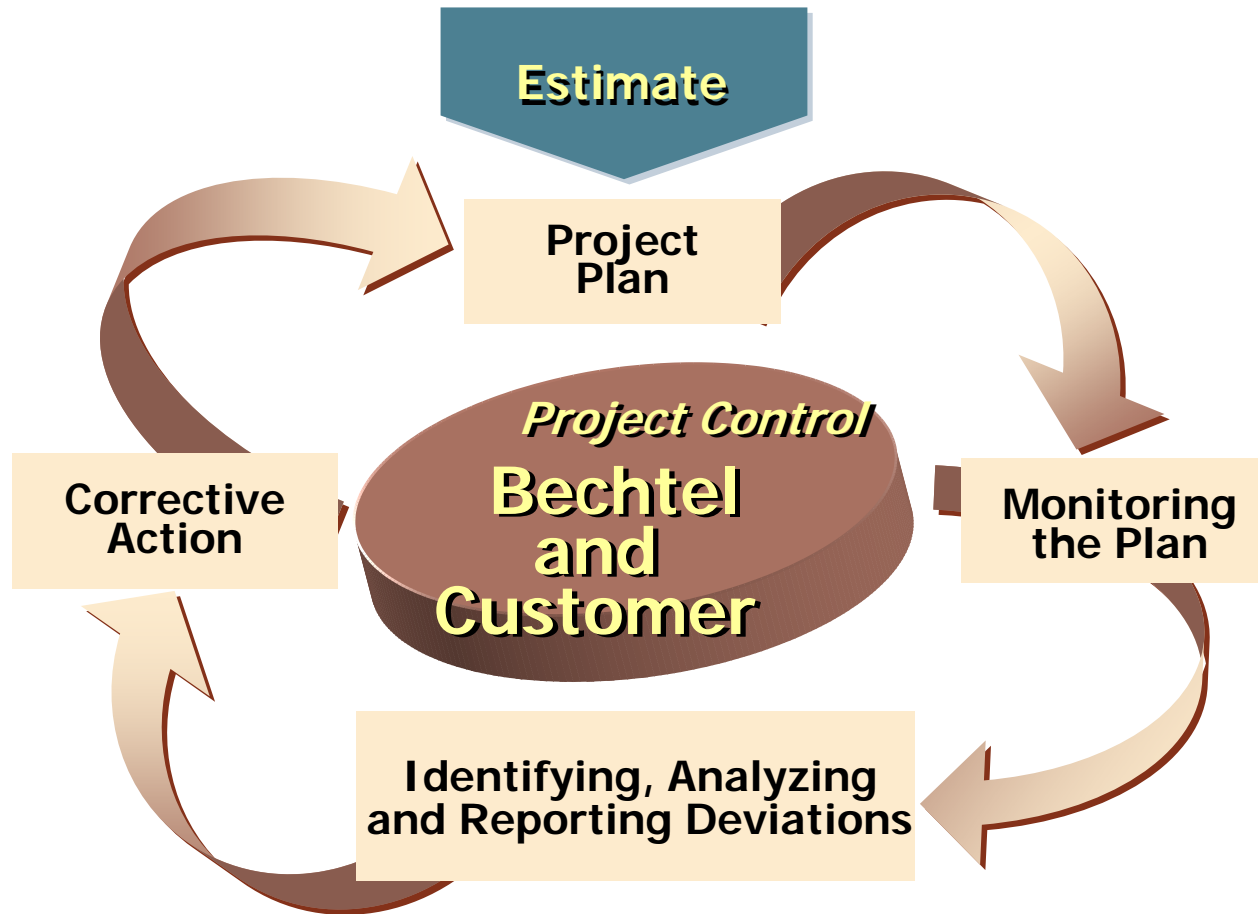 Estimate
Project
Plan
Project Control
Bechtel
and
Customer
Corrective
Action
Monitoring
the Plan
Identifying, Analyzing
and Reporting Deviations